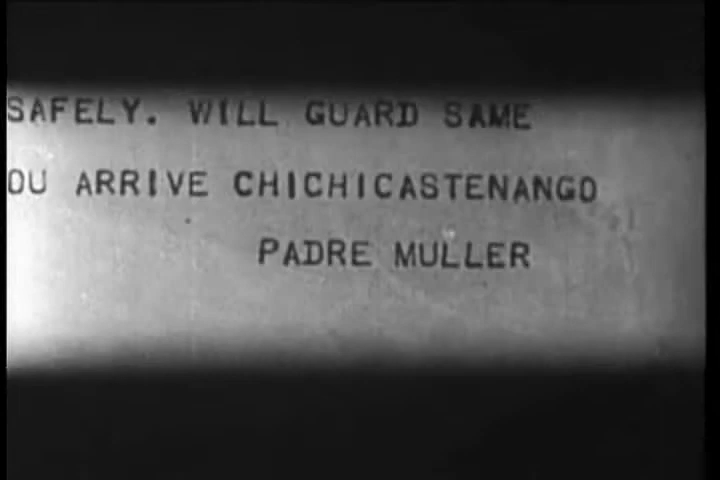 SAFELY. WILL GUARD SAME
OU ARRIVE CHICHICASTENANGO
PADRE MULLER